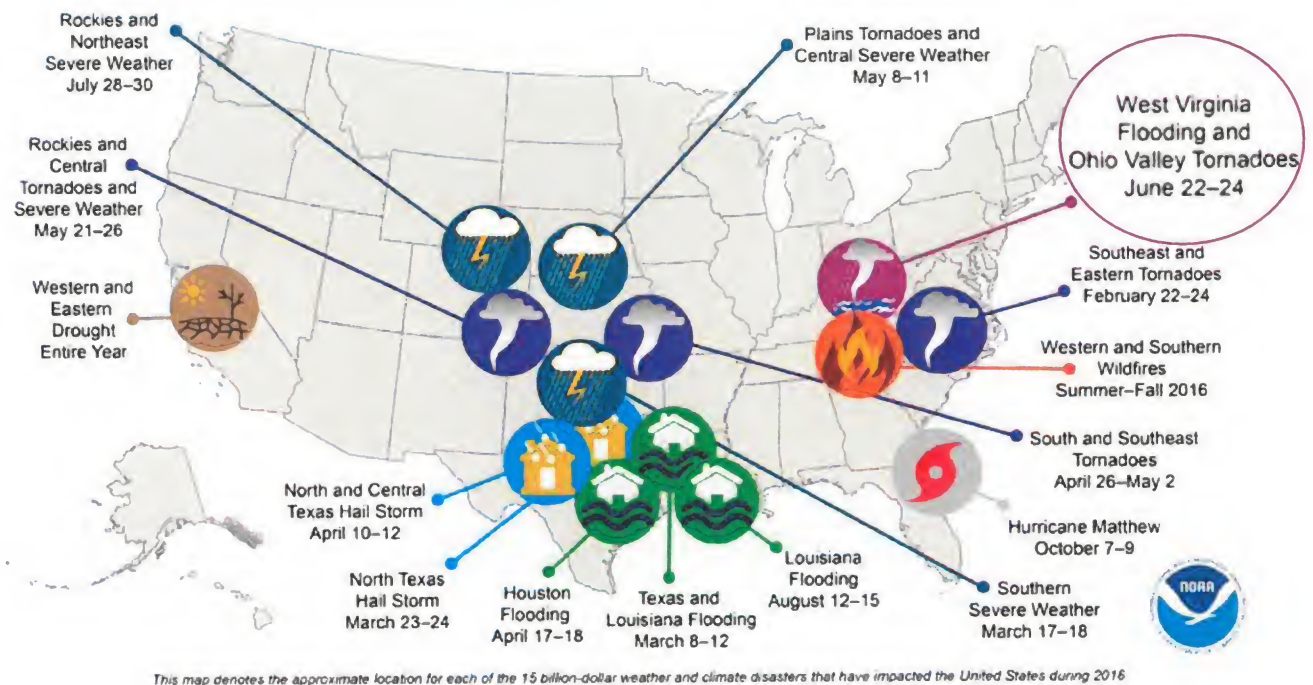 Rockies and
Northeast
Severe Weather
July 28–30
Plains Tornadoes and
Central Severe Weather
May 8–11
West Virginia
Flooding and
Ohio Valley Tornadoes
June 22–24
Rockies and
Central
Tornadoes and
Severe Weather
May 21–26
Southeast and
Eastern Tornadoes
February 22–24
Western and
Eastern
Drought
Entire Year
Western and Southern
Wildfires
Summer–Fall 2016
South and Southeast
Tornadoes
April 26–May 2
North and Central
Texas Hail Storm
April 10–12
Hurricane Matthew
October 7–9
North Texas
Hail Storm
March 23–24
Houston
Flooding
April 17–18
Texas and
Louisiana Flooding
March 8–12
Louisiana
Flooding
August 12–15
Southern
Severe Weather
March 17–18
NOAA
This map denotes the approximate location for each of the 15 billion-dollar weather and climate disasters that have impacted the United States during 2016